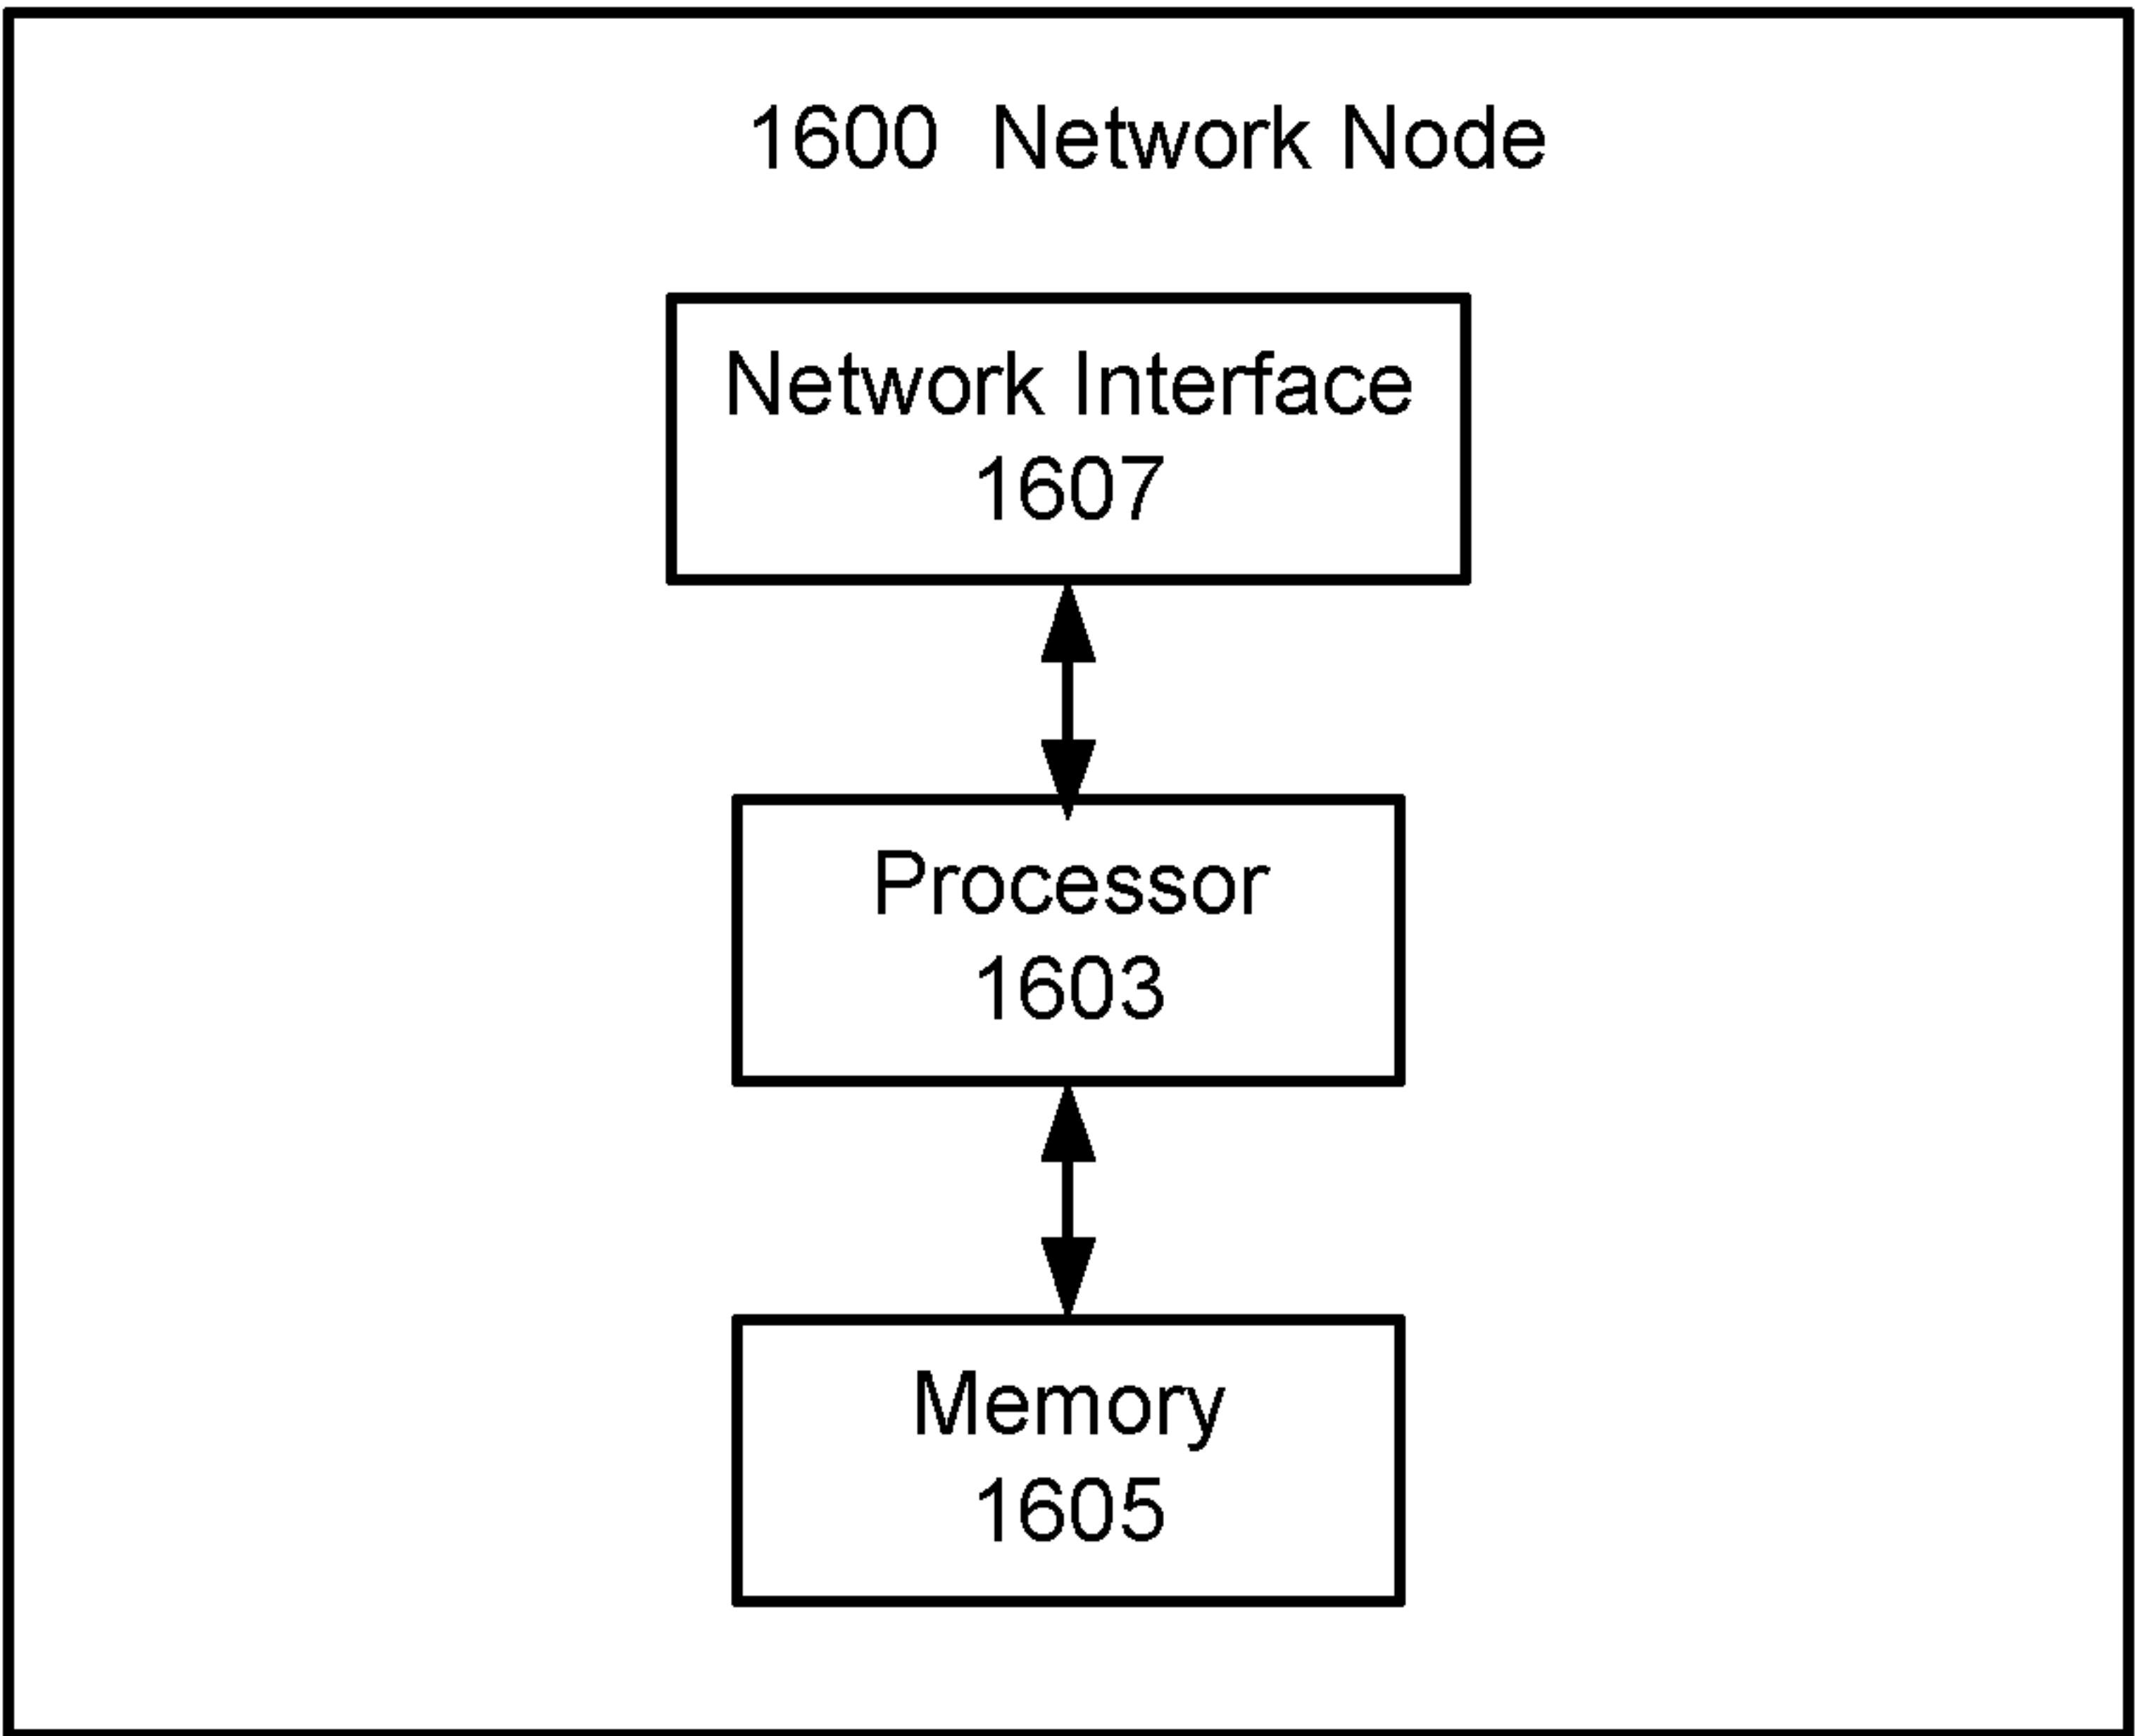 1600 Network Node
Network Interface
1607
Processor
1603
Memory
1605